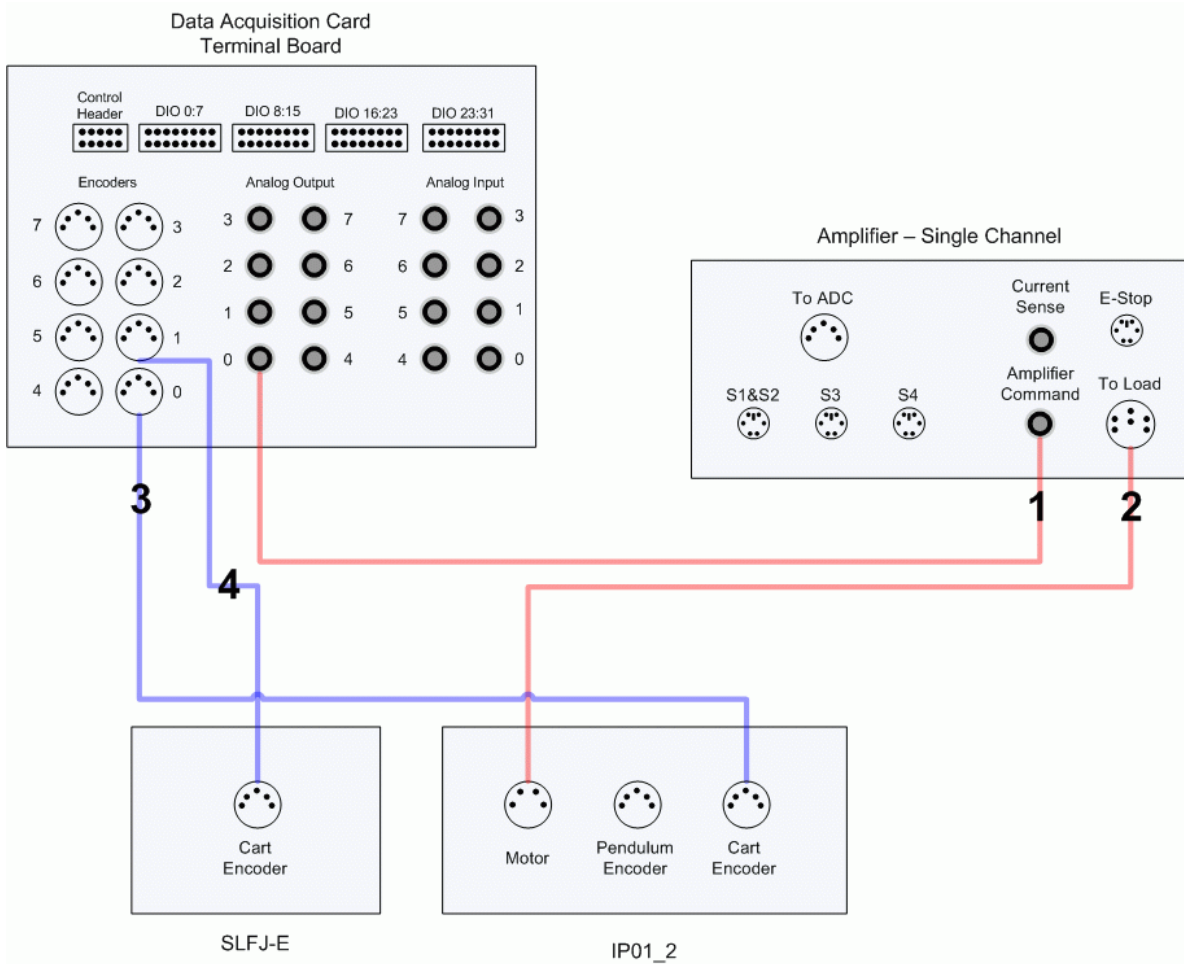 Data Acquisition Card
Terminal Board
Control
Header
DIO 0:7
DIO 8:15
DIO 16:23
DIO 23:31
Encoders
Analog Output
Analog Input
7
3
3
7
7
3
6
2
2
6
6
2
5
1
1
5
5
1
4
0
0
4
4
0
Amplifier – Single Channel
To ADC
Current
Sense
E-Stop
S1&S2
S3
S4
Amplifier
Command
To Load
3
4
1
2
Cart
Encoder
SLFJ-E
Motor
Pendulum
Encoder
Cart
Encoder
IP01_2